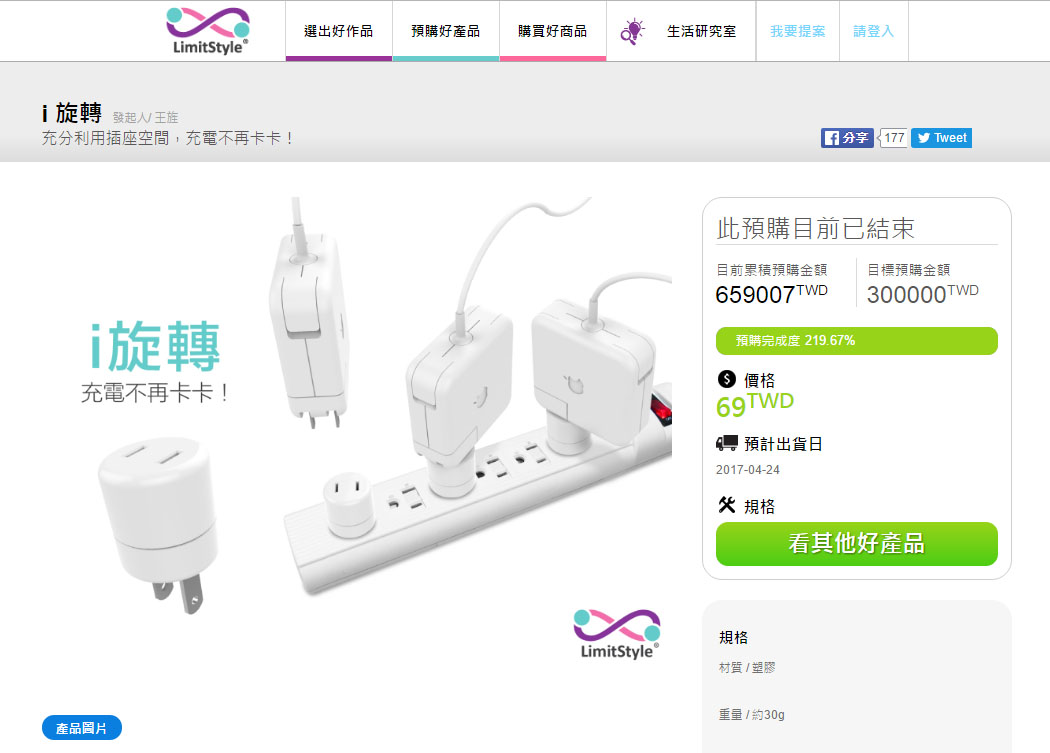 LimitStyle®
選出好作品
預購好產品
購買好商品
生活研究室
我要提案
請登入
i 旋轉 發起人/ 王旌
充分利用插座空間，充電不再卡卡！
分享
177
Tweet
i旋轉
充電不再卡卡！
LimitStyle®
產品圖片
此預購目前已結束
目前累積預購金額
659007TWD
目標預購金額
300000TWD
預購完成度 219.67%
價格
69TWD
預計出貨日
2017-04-24
規格
看其他好產品
規格
材質 / 塑膠
重量 / 約30g